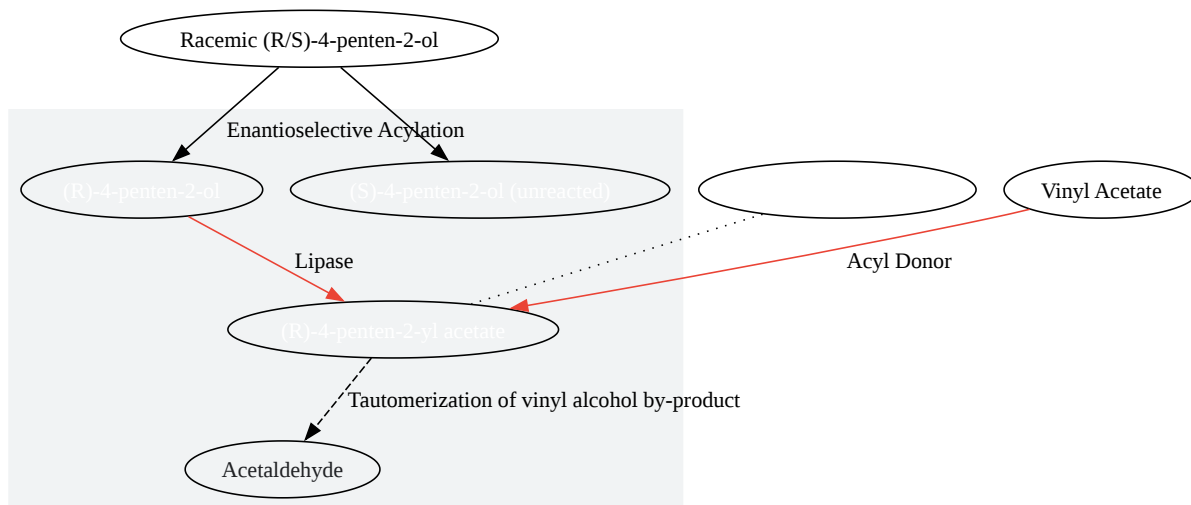 Racemic (R/S)-4-penten-2-ol
Enantioselective Acylation
(R)-4-penten-2-ol
(S)-4-penten-2-ol (unreacted)
Vinyl Acetate
Lipase
Acyl Donor
(R)-4-penten-2-yl acetate
Tautomerization of vinyl alcohol by-product
Acetaldehyde